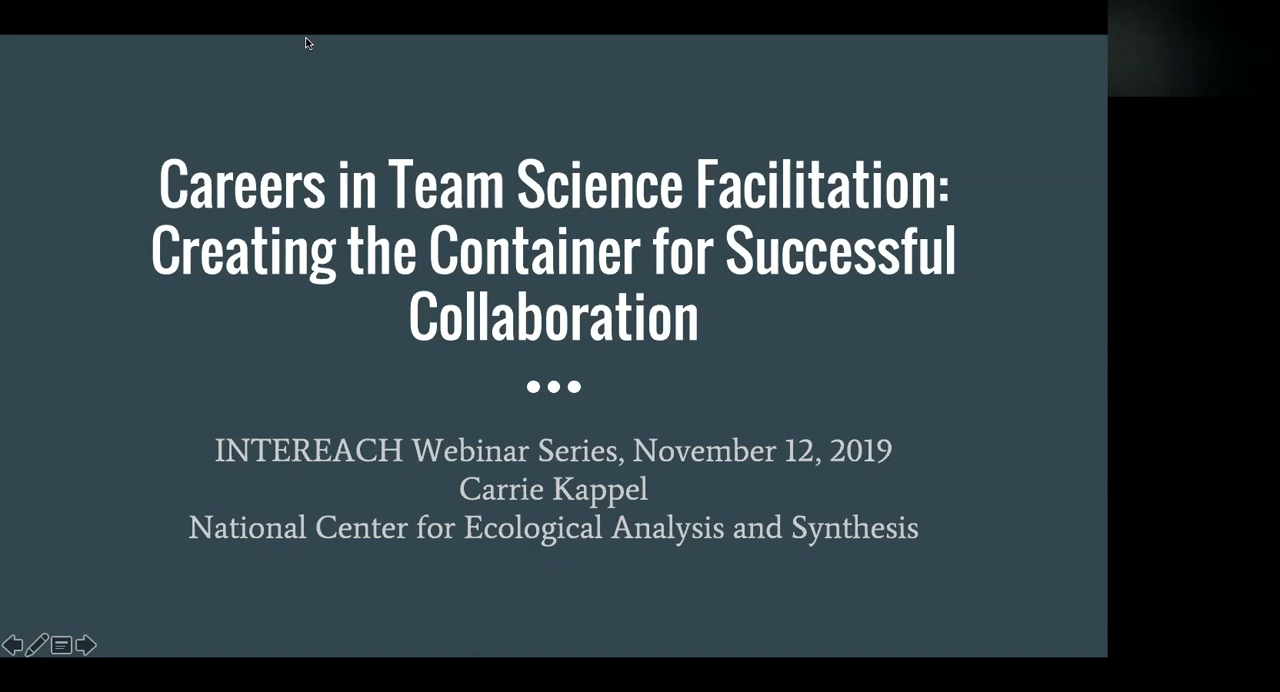 Careers in Team Science Facilitation:
Creating the Container for Successful
Collaboration
INTEREACH Webinar Series, November 12, 2019
Carrie Kappel
National Center for Ecological Analysis and Synthesis